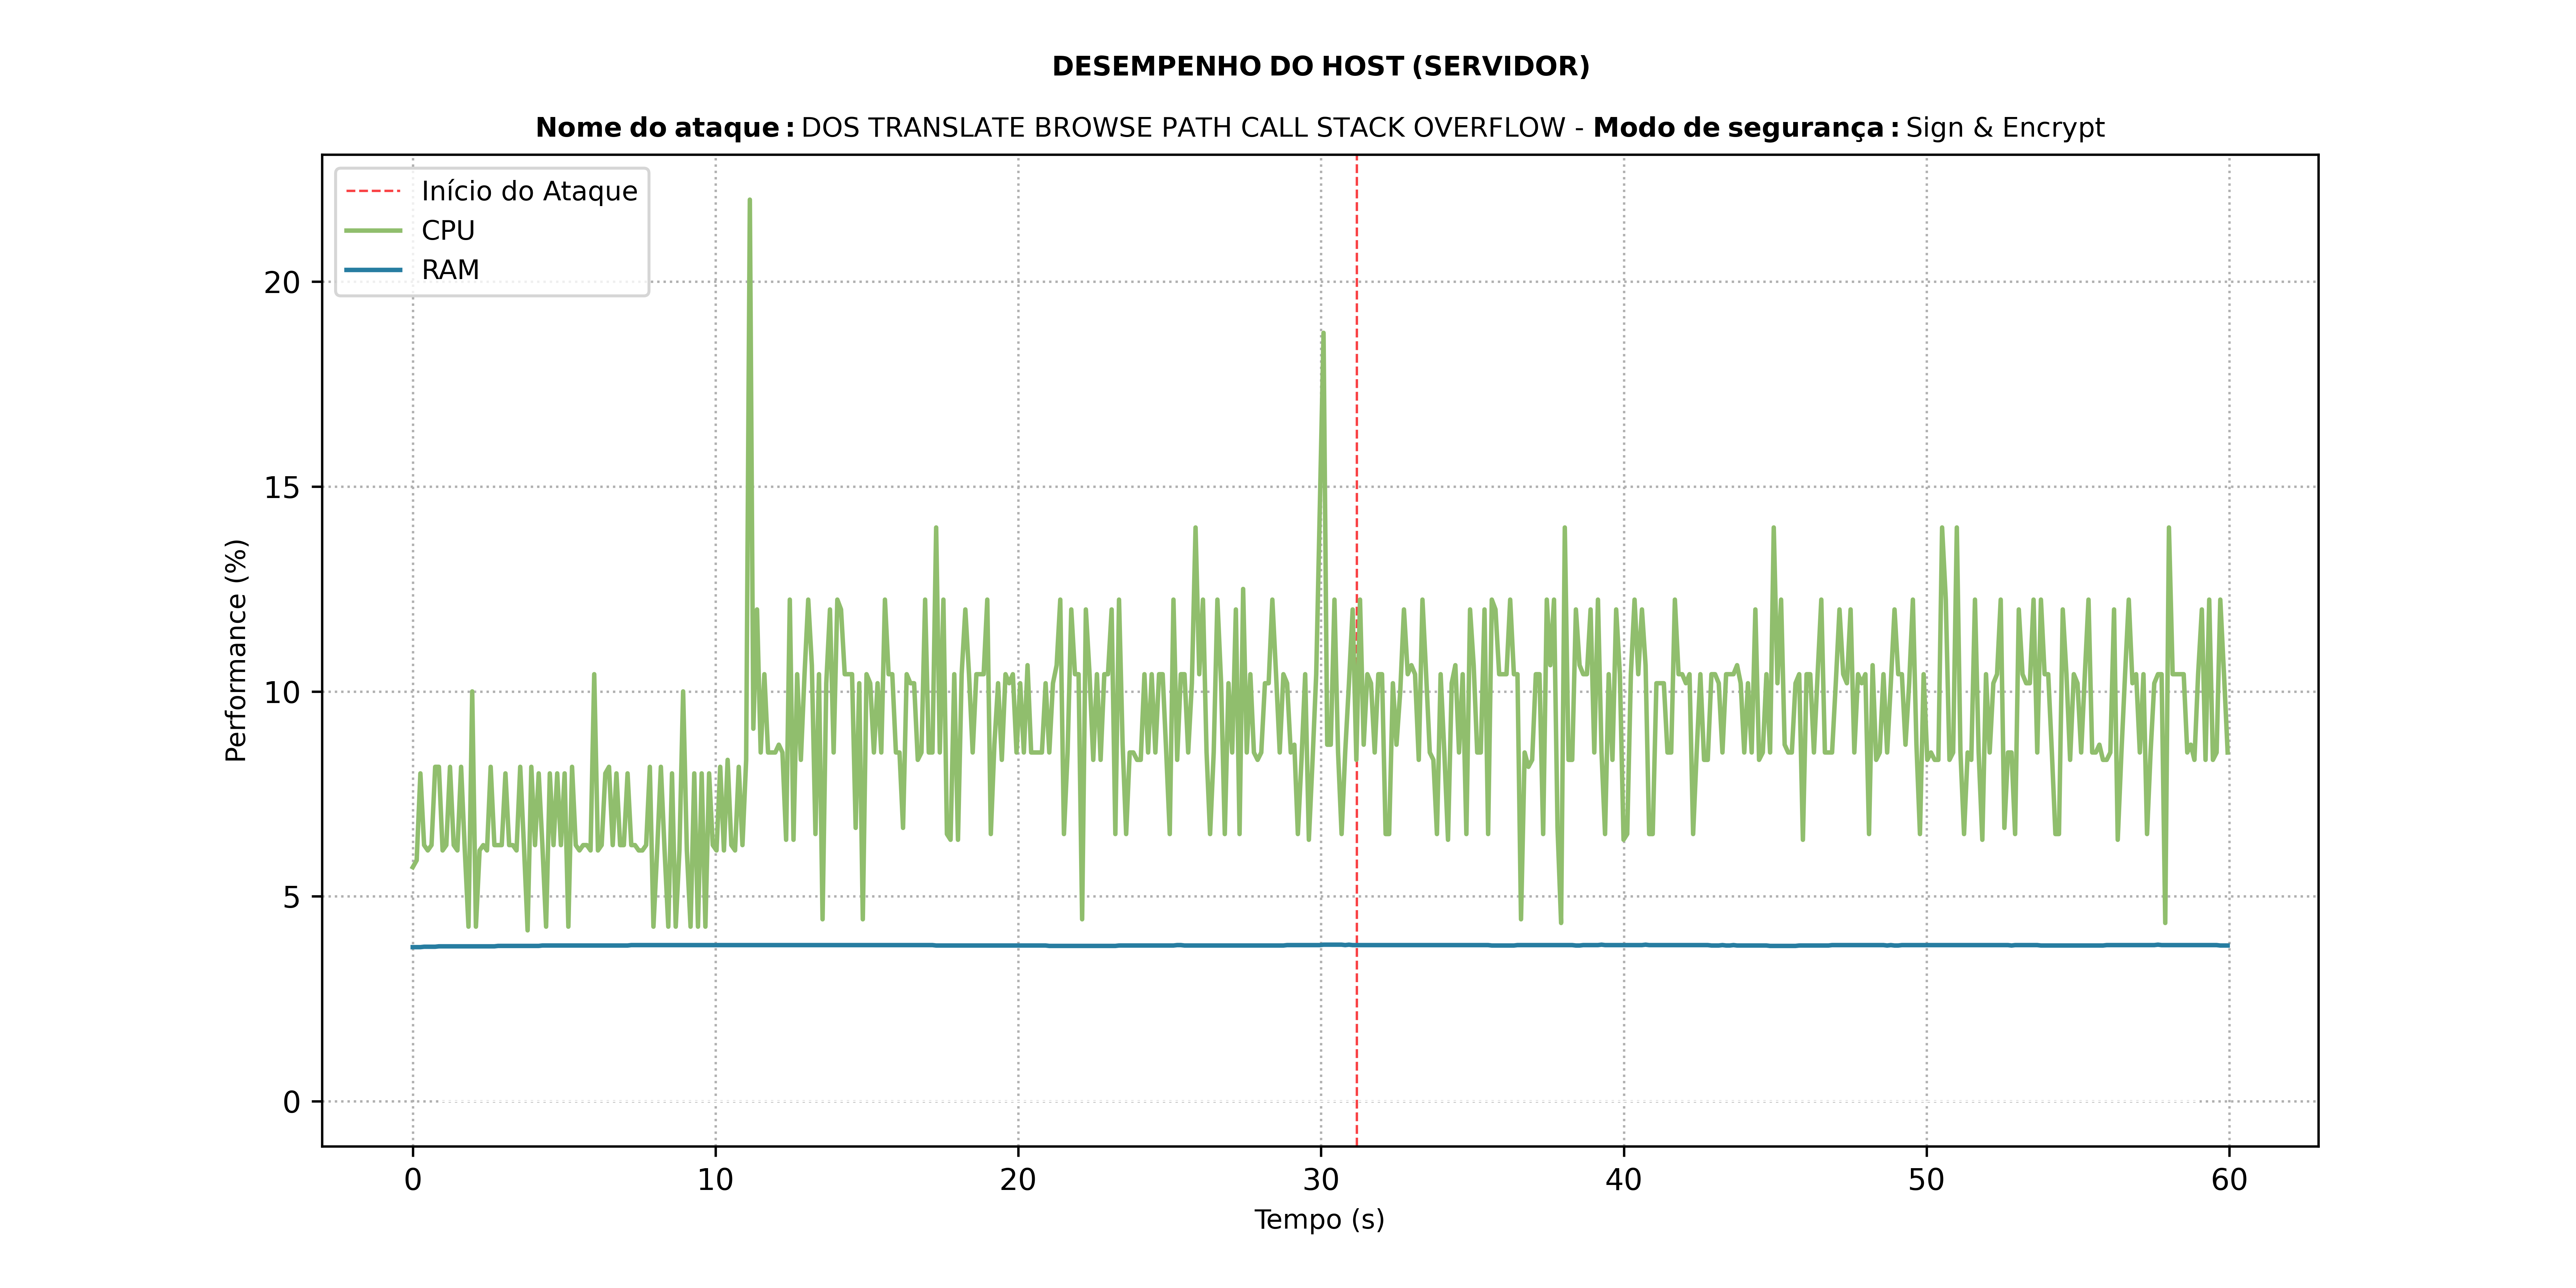 DESEMPENHO DO HOST (SERVIDOR)
Nome do ataque : DOS TRANSLATE BROWSE PATH CALL STACK OVERFLOW - Modo de segurança : Sign & Encrypt
Início do Ataque
CPU
RAM
Performance (%)
20
15
10
5
0
0 10 20 30 40 50 60
Tempo (s)